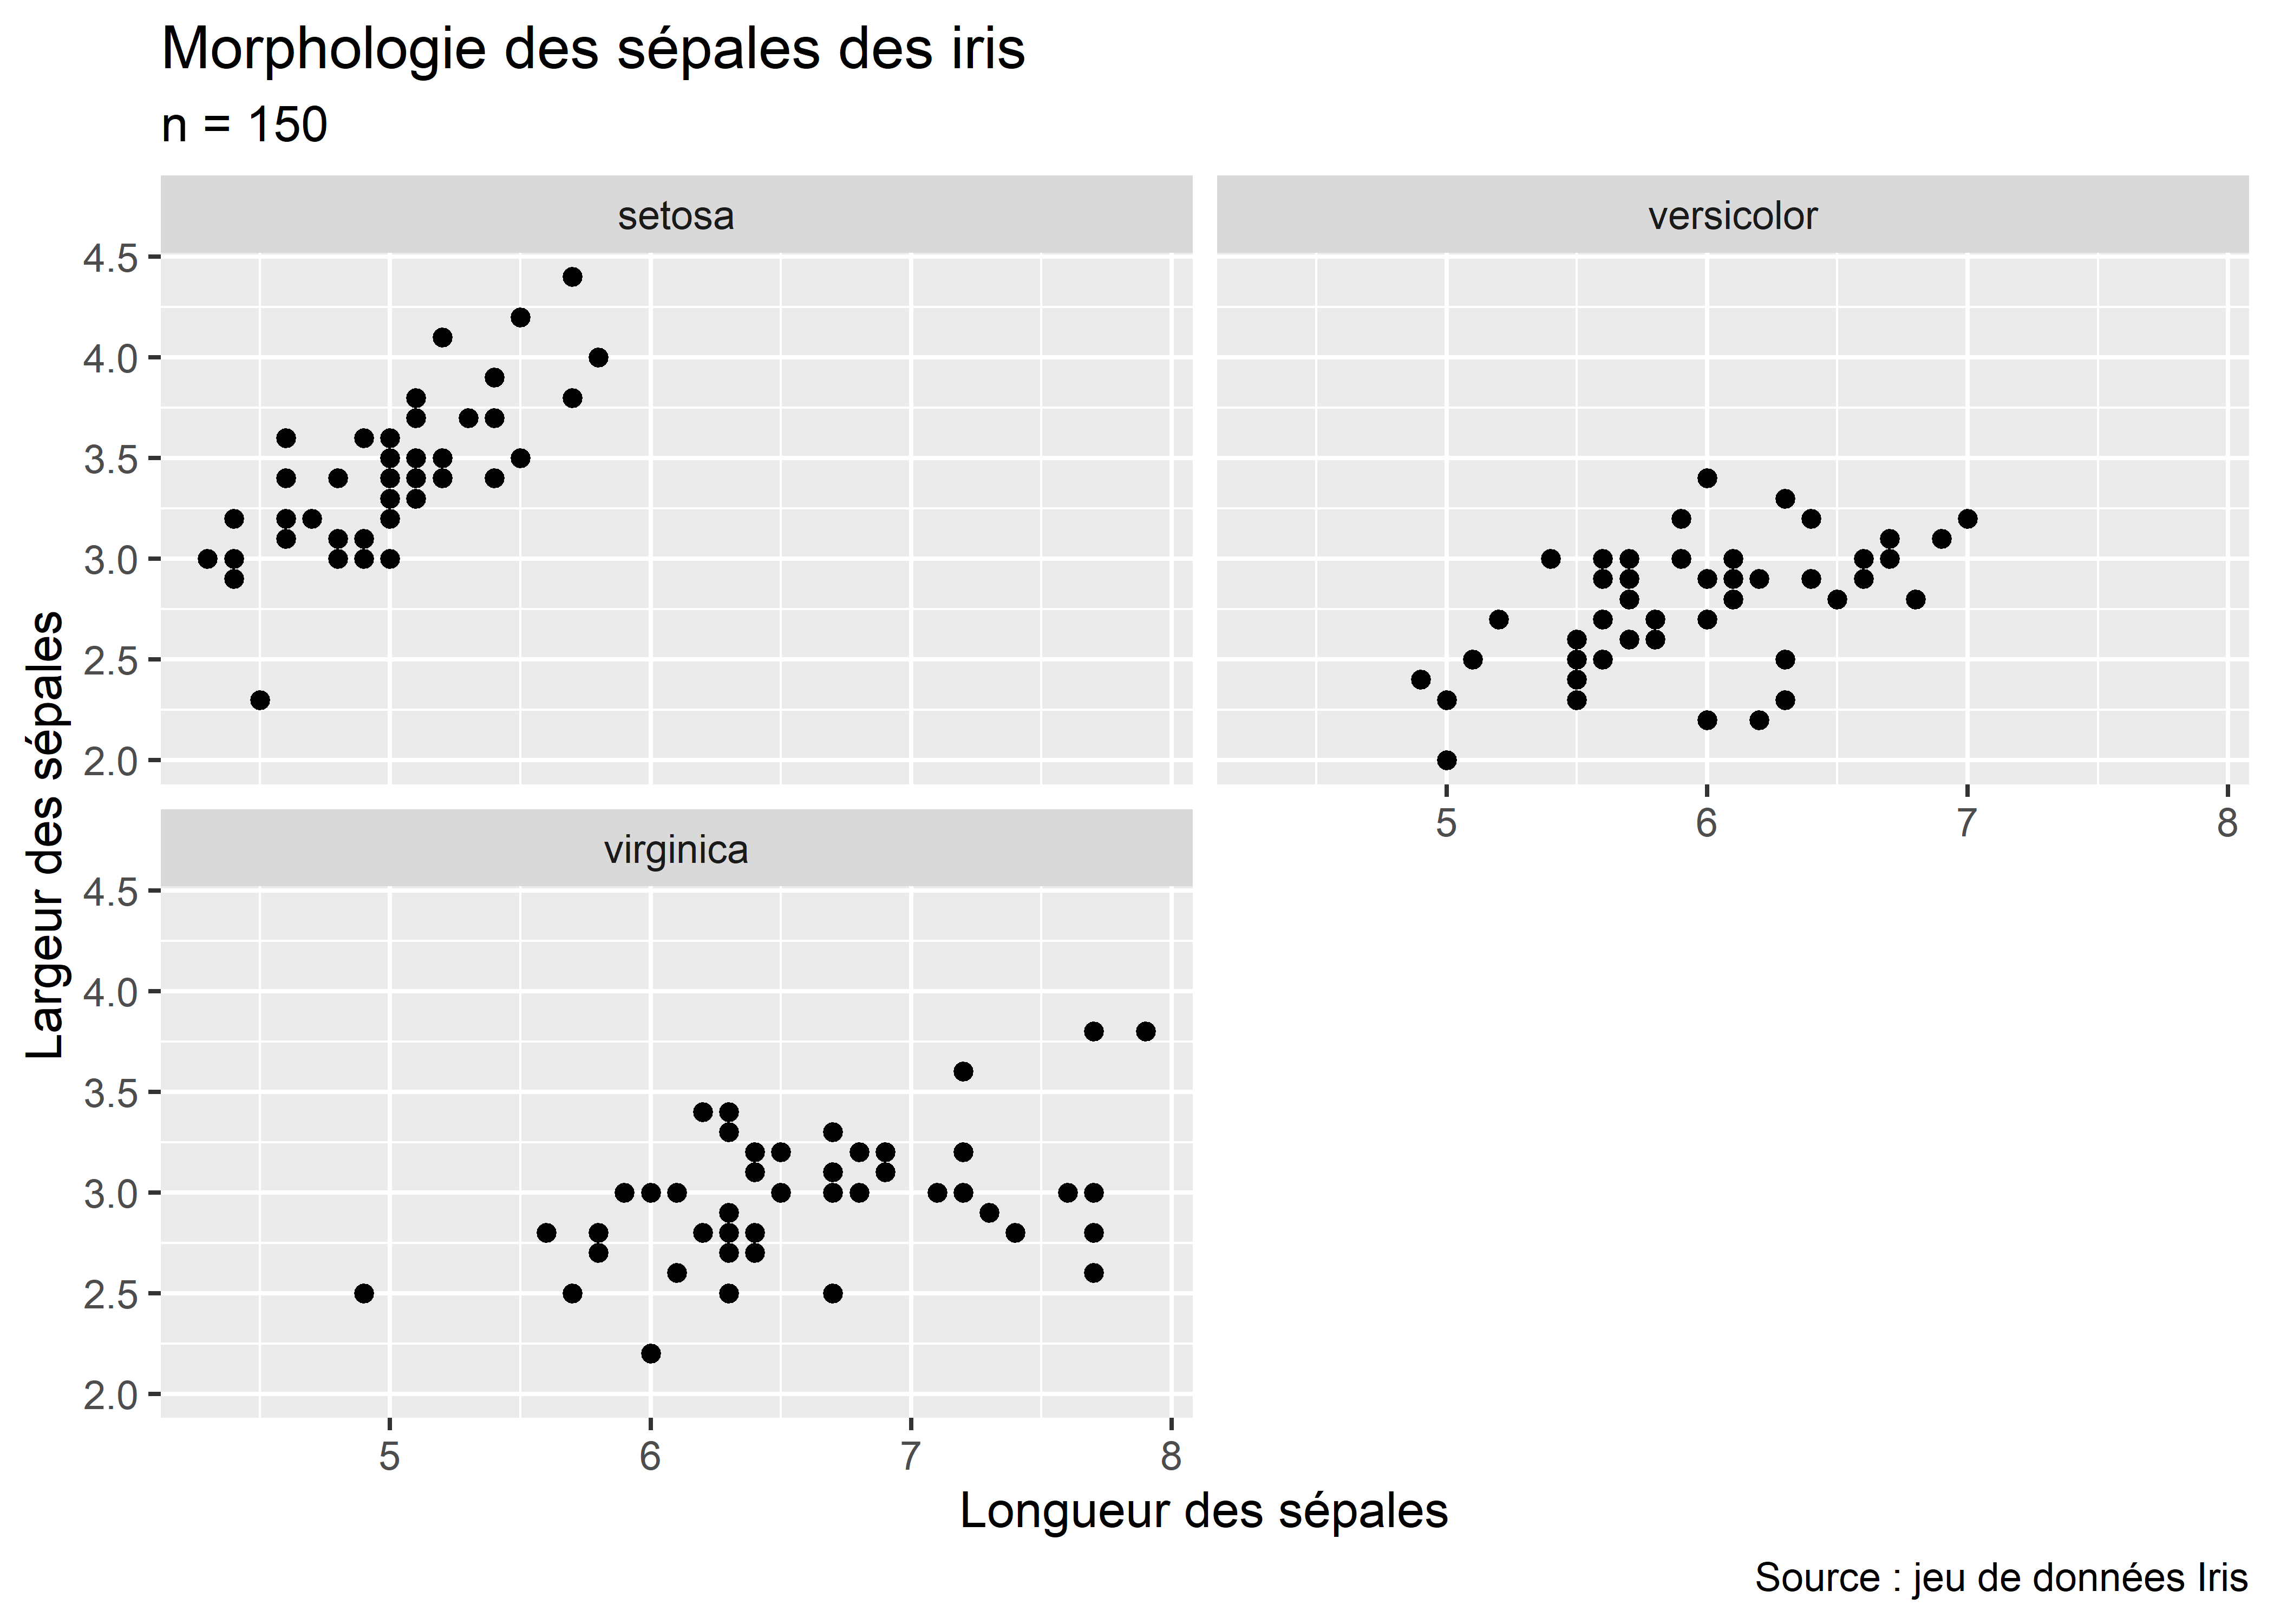 Morphologie des sépales des iris
n = 150
setosa
versicolor
4.5
4.0
3.5
3.0
2.5
2.0
5 6 7 8
virginica
4.5
4.0
3.5
3.0
2.5
2.0
5 6 7 8
Largeur des sépales
Longueur des sépales
Source : jeu de données Iris